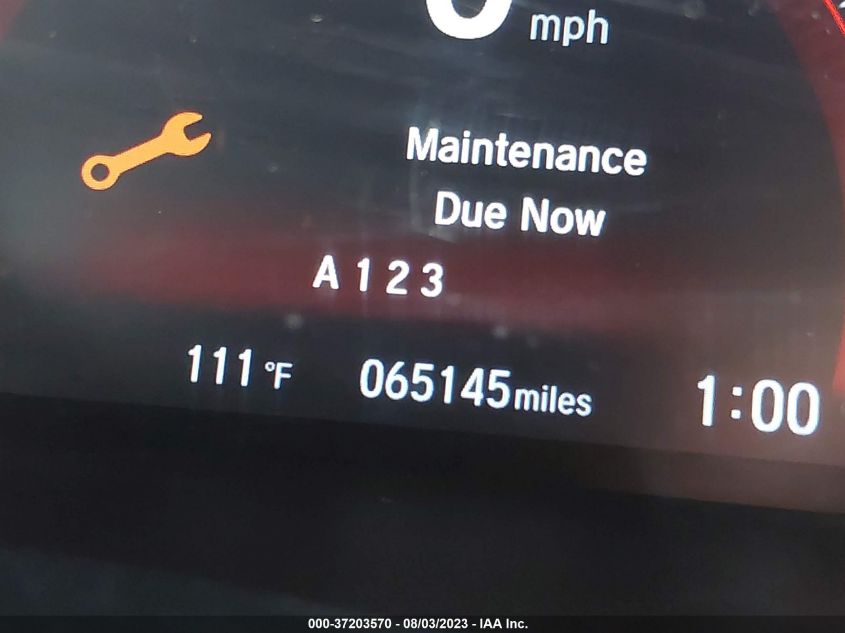 0 mph
Maintenance
Due Now
A 1 2 3
111 °F 065145 miles 1:00
000-37203570 - 08/03/2023 - IAA Inc.